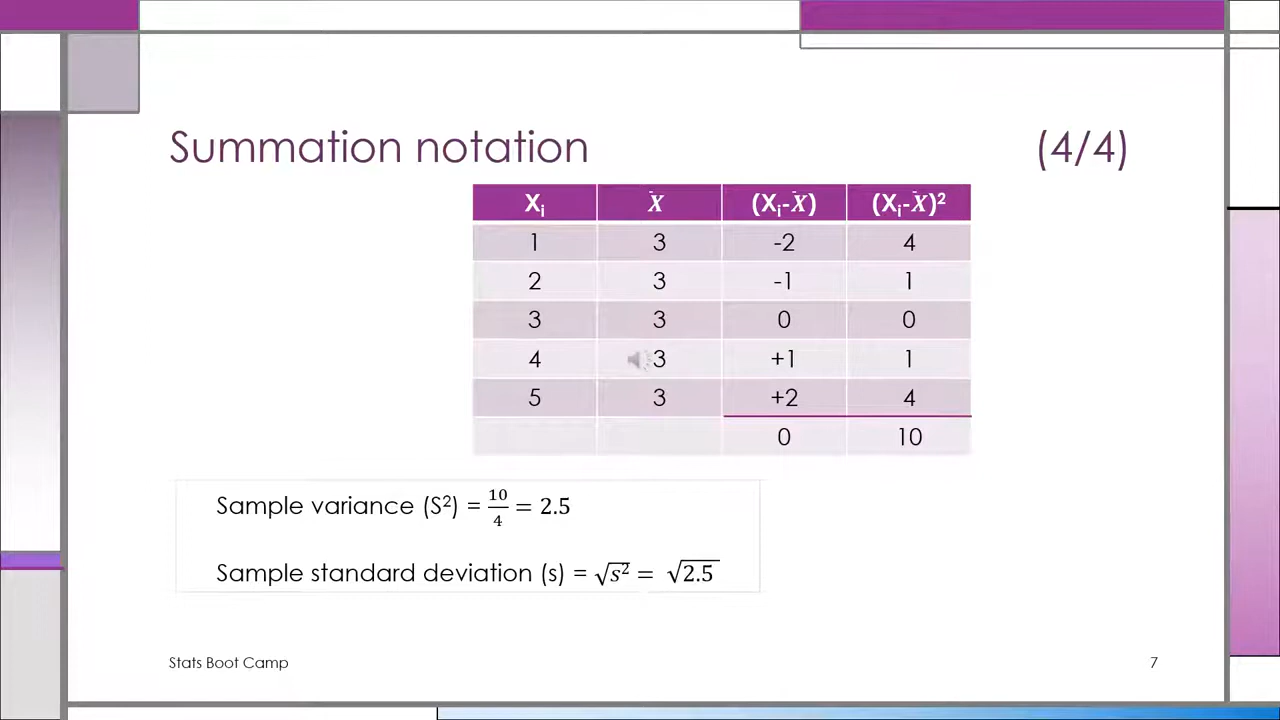 Summation notation (4/4)
Xᵢ X̄ (Xᵢ-X̄) (Xᵢ-X̄)²
1 3 -2 4
2 3 -1 1
3 3 0 0
4 3 +1 1
5 3 +2 4
0 10
Sample variance (S²) = 10/4 = 2.5
Sample standard deviation (s) = √s² = √2.5
Stats Boot Camp 7